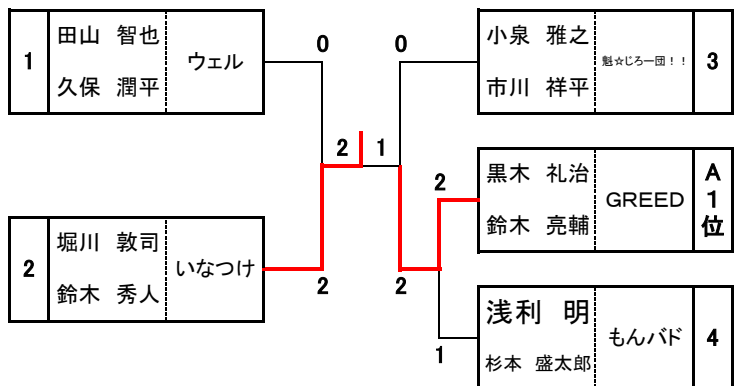 1
田山 智也
久保 潤平
ウェル
0
2
堀川 敦司
鈴木 秀人
いなつけ
2
2
1
0
小泉 雅之
市川 祥平
魁☆じろー団！！
3
2
黒木 礼治
鈴木 亮輔
GREED
A
1
位
2
1
浅利 明
杉本 盛太郎
もんバド
4